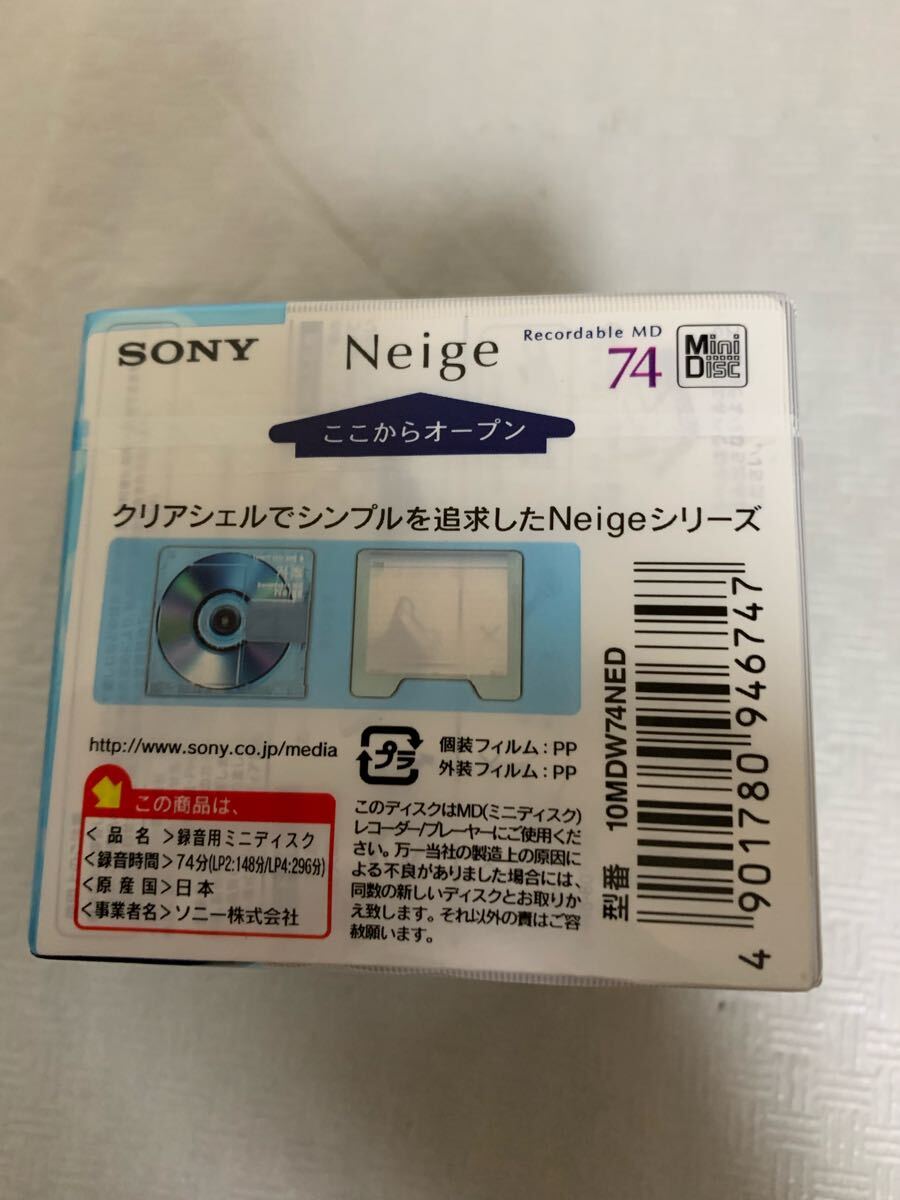 SONY
Neige
Recordable MD
74
Mini Disc
ここからオープン
クリアシェルでシンプルを追求したNeigeシリーズ
http://www.sony.co.jp/media
プラ
個装フィルム：PP
外装フィルム：PP
この商品は、
<品名>録音用ミニディスク
<録音時間>74分(LP2:148分/LP4:296分)
<原産国>日本
<事業者名>ソニー株式会社
このディスクはMD(ミニディスク)
レコーダー/プレーヤーにご使用くだ
さい。万一当社の製造上の原因に
よる不良がありました場合には、
同数の新しいディスクとお取りか
え致します。それ以外の責はご容
赦願います。
型番 10MDW74NED
4 901780 946747